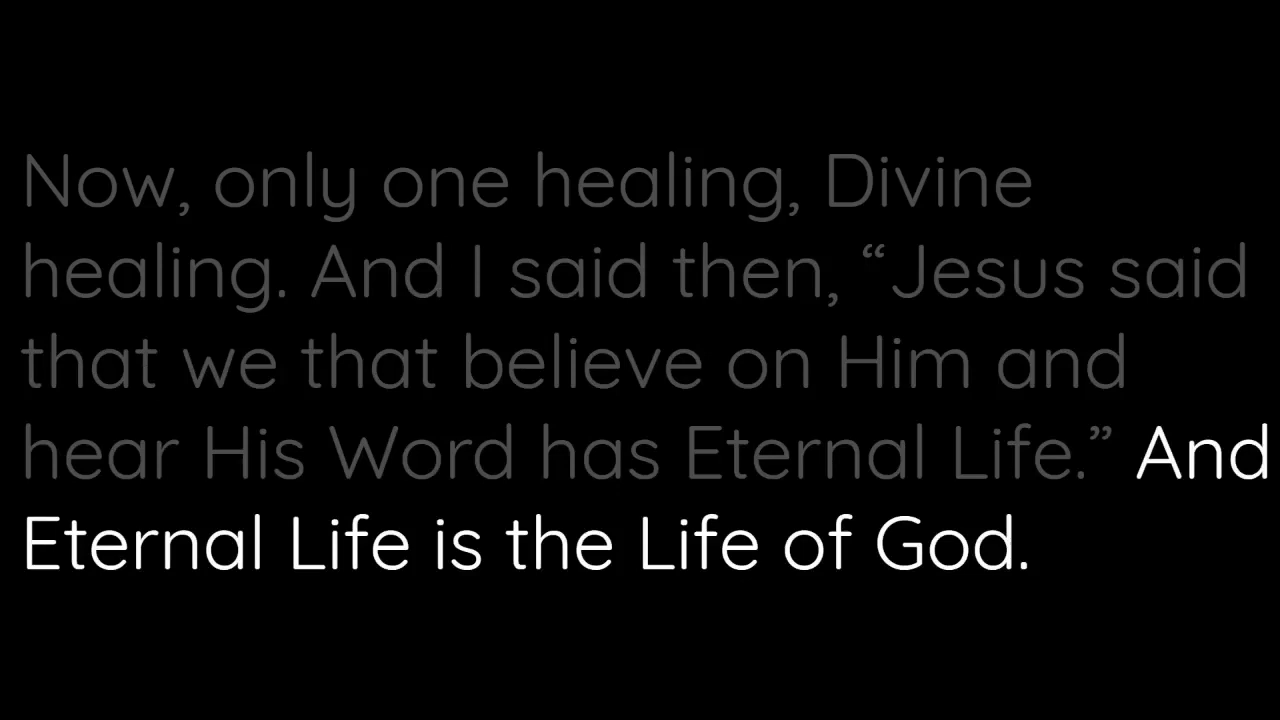 Now, only one healing, Divine
healing. And I said then, “Jesus said
that we that believe on Him and
hear His Word has Eternal Life.” And
Eternal Life is the Life of God.